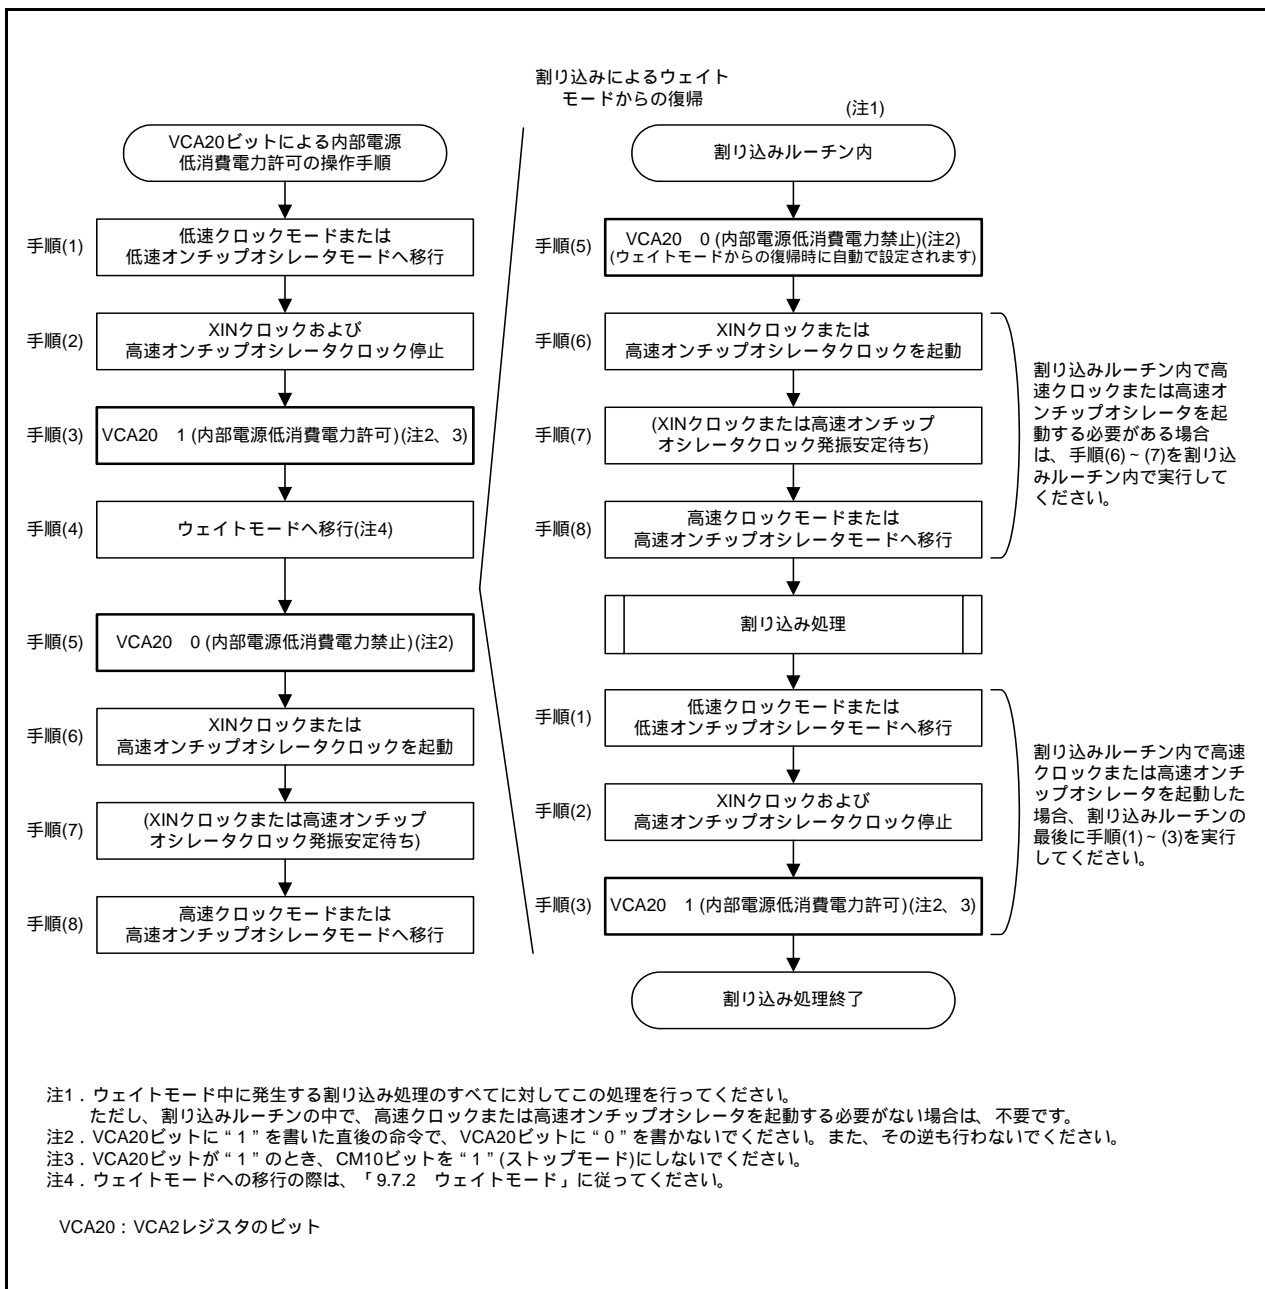 割り込みによるウェイト
モードからの復帰
VCA20ビットによる内部電源
低消費電力許可の操作手順
手順(1)
低速クロックモードまたは
低速オンチップオシレータモードへ移行
手順(2)
XINクロックおよび
高速オンチップオシレータクロック停止
手順(3)
VCA20 1 (内部電源低消費電力許可)(注2、3)
手順(4)
ウェイトモードへ移行(注4)
手順(5)
VCA20 0 (内部電源低消費電力禁止)(注2)
手順(6)
XINクロックまたは
高速オンチップオシレータクロックを起動
手順(7)
(XINクロックまたは高速オンチップ
オシレータクロック発振安定待ち)
手順(8)
高速クロックモードまたは
高速オンチップオシレータモードへ移行
(注1)
割り込みルーチン内
手順(5)
VCA20 0 (内部電源低消費電力禁止)(注2)
(ウェイトモードからの復帰時に自動で設定されます)
手順(6)
XINクロックまたは
高速オンチップオシレータクロックを起動
手順(7)
(XINクロックまたは高速オンチップ
オシレータクロック発振安定待ち)
手順(8)
高速クロックモードまたは
高速オンチップオシレータモードへ移行
割り込みルーチン内で高
速クロックまたは高速オ
ンチップオシレータを起
動する必要がある場合
は、手順(6)~(7)を割り込
みルーチン内で実行して
ください。
割り込み処理
手順(1)
低速クロックモードまたは
低速オンチップオシレータモードへ移行
手順(2)
XINクロックおよび
高速オンチップオシレータクロック停止
手順(3)
VCA20 1 (内部電源低消費電力許可)(注2、3)
割り込みルーチン内で高速
クロックまたは高速オンチ
ップオシレータを起動した
場合、割り込みルーチンの
最後に手順(1)~(3)を実行
してください。
割り込み処理終了
注1．ウェイトモード中に発生する割り込み処理のすべてに対してこの処理を行ってください。
ただし、割り込みルーチンの中で、高速クロックまたは高速オンチップオシレータを起動する必要がない場合は、不要です。
注2．VCA20ビットに“1”を書いた直後の命令で、VCA20ビットに“0”を書かないでください。また、その逆も行わないでください。
注3．VCA20ビットが“1”のとき、CM10ビットを“1”(ストップモード)にしないでください。
注4．ウェイトモードへの移行の際は、「9.7.2 ウェイトモード」に従ってください。
VCA20：VCA2レジスタのビット